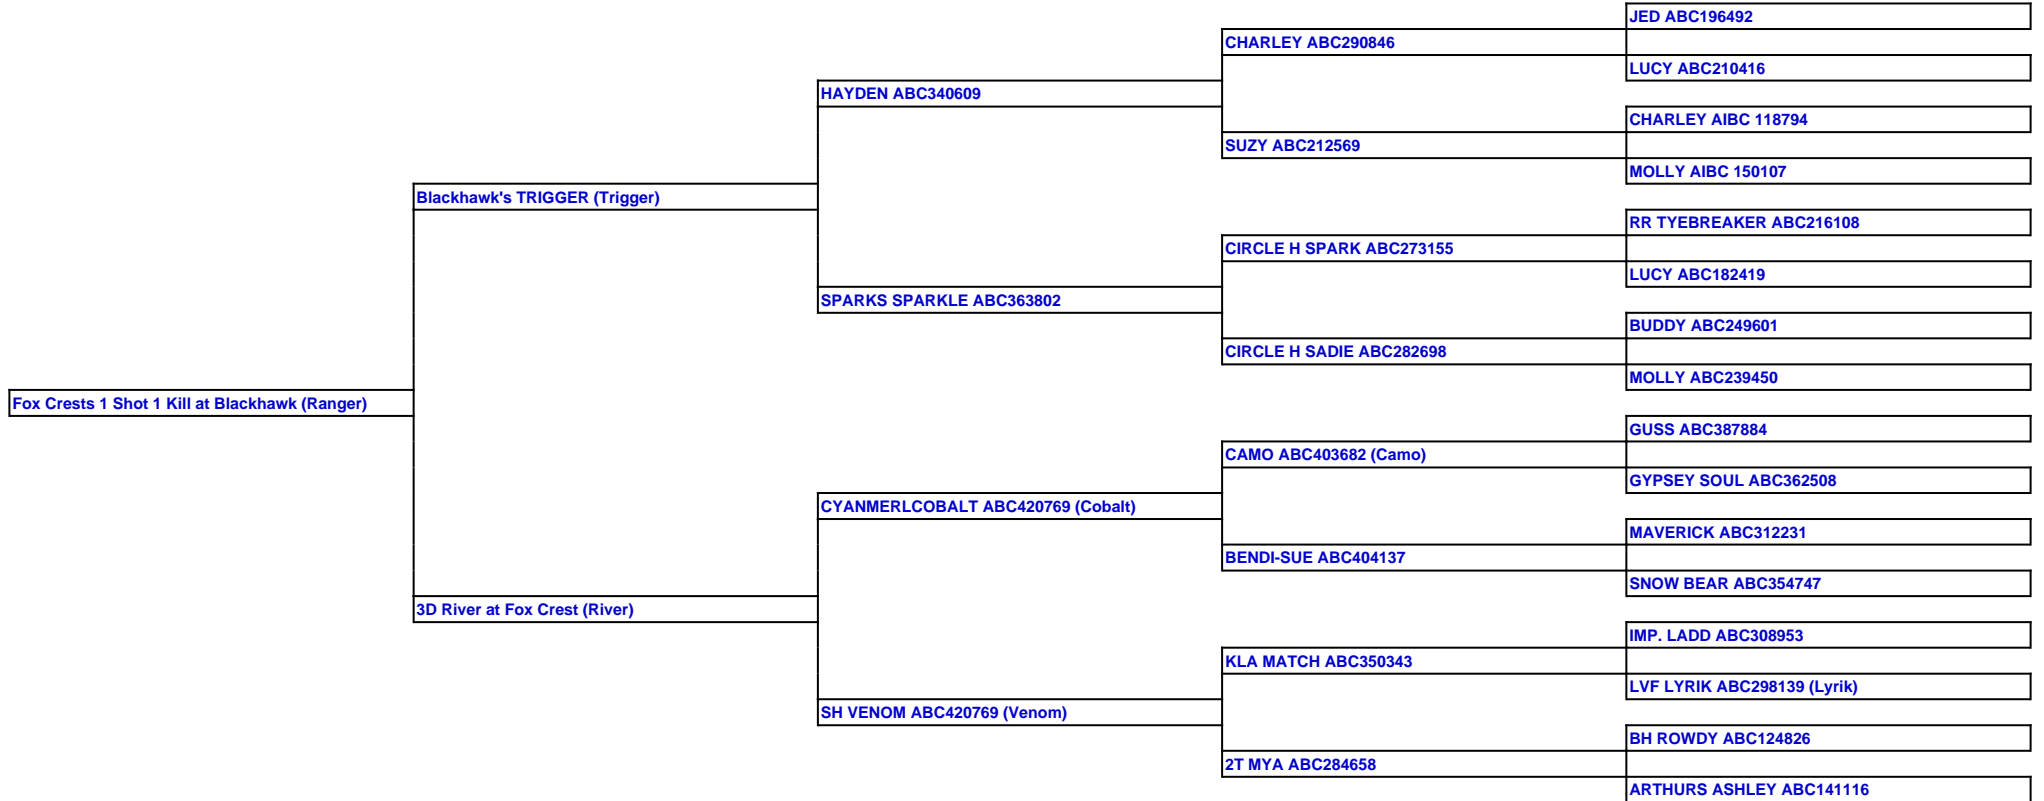 JED ABC196492
CHARLEY ABC290846
LUCY ABC210416
HAYDEN ABC340609
CHARLEY AIBC 118794
SUZY ABC212569
MOLLY AIBC 150107
Blackhawk's TRIGGER (Trigger)
RR TYEBREAKER ABC216108
CIRCLE H SPARK ABC273155
LUCY ABC182419
SPARKS SPARKLE ABC363802
BUDDY ABC249601
CIRCLE H SADIE ABC282698
MOLLY ABC239450
Fox Crests 1 Shot 1 Kill at Blackhawk (Ranger)
GUSS ABC387884
CAMO ABC403682 (Camo)
GYPSEY SOUL ABC362508
CYANMERLCOBALT ABC420769 (Cobalt)
MAVERICK ABC312231
BENDI-SUE ABC404137
SNOW BEAR ABC354747
3D River at Fox Crest (River)
IMP. LADD ABC308953
KLA MATCH ABC350343
LVF LYRIK ABC298139 (Lyrik)
SH VENOM ABC420769 (Venom)
BH ROWDY ABC124826
2T MYA ABC284658
ARTHURS ASHLEY ABC141116